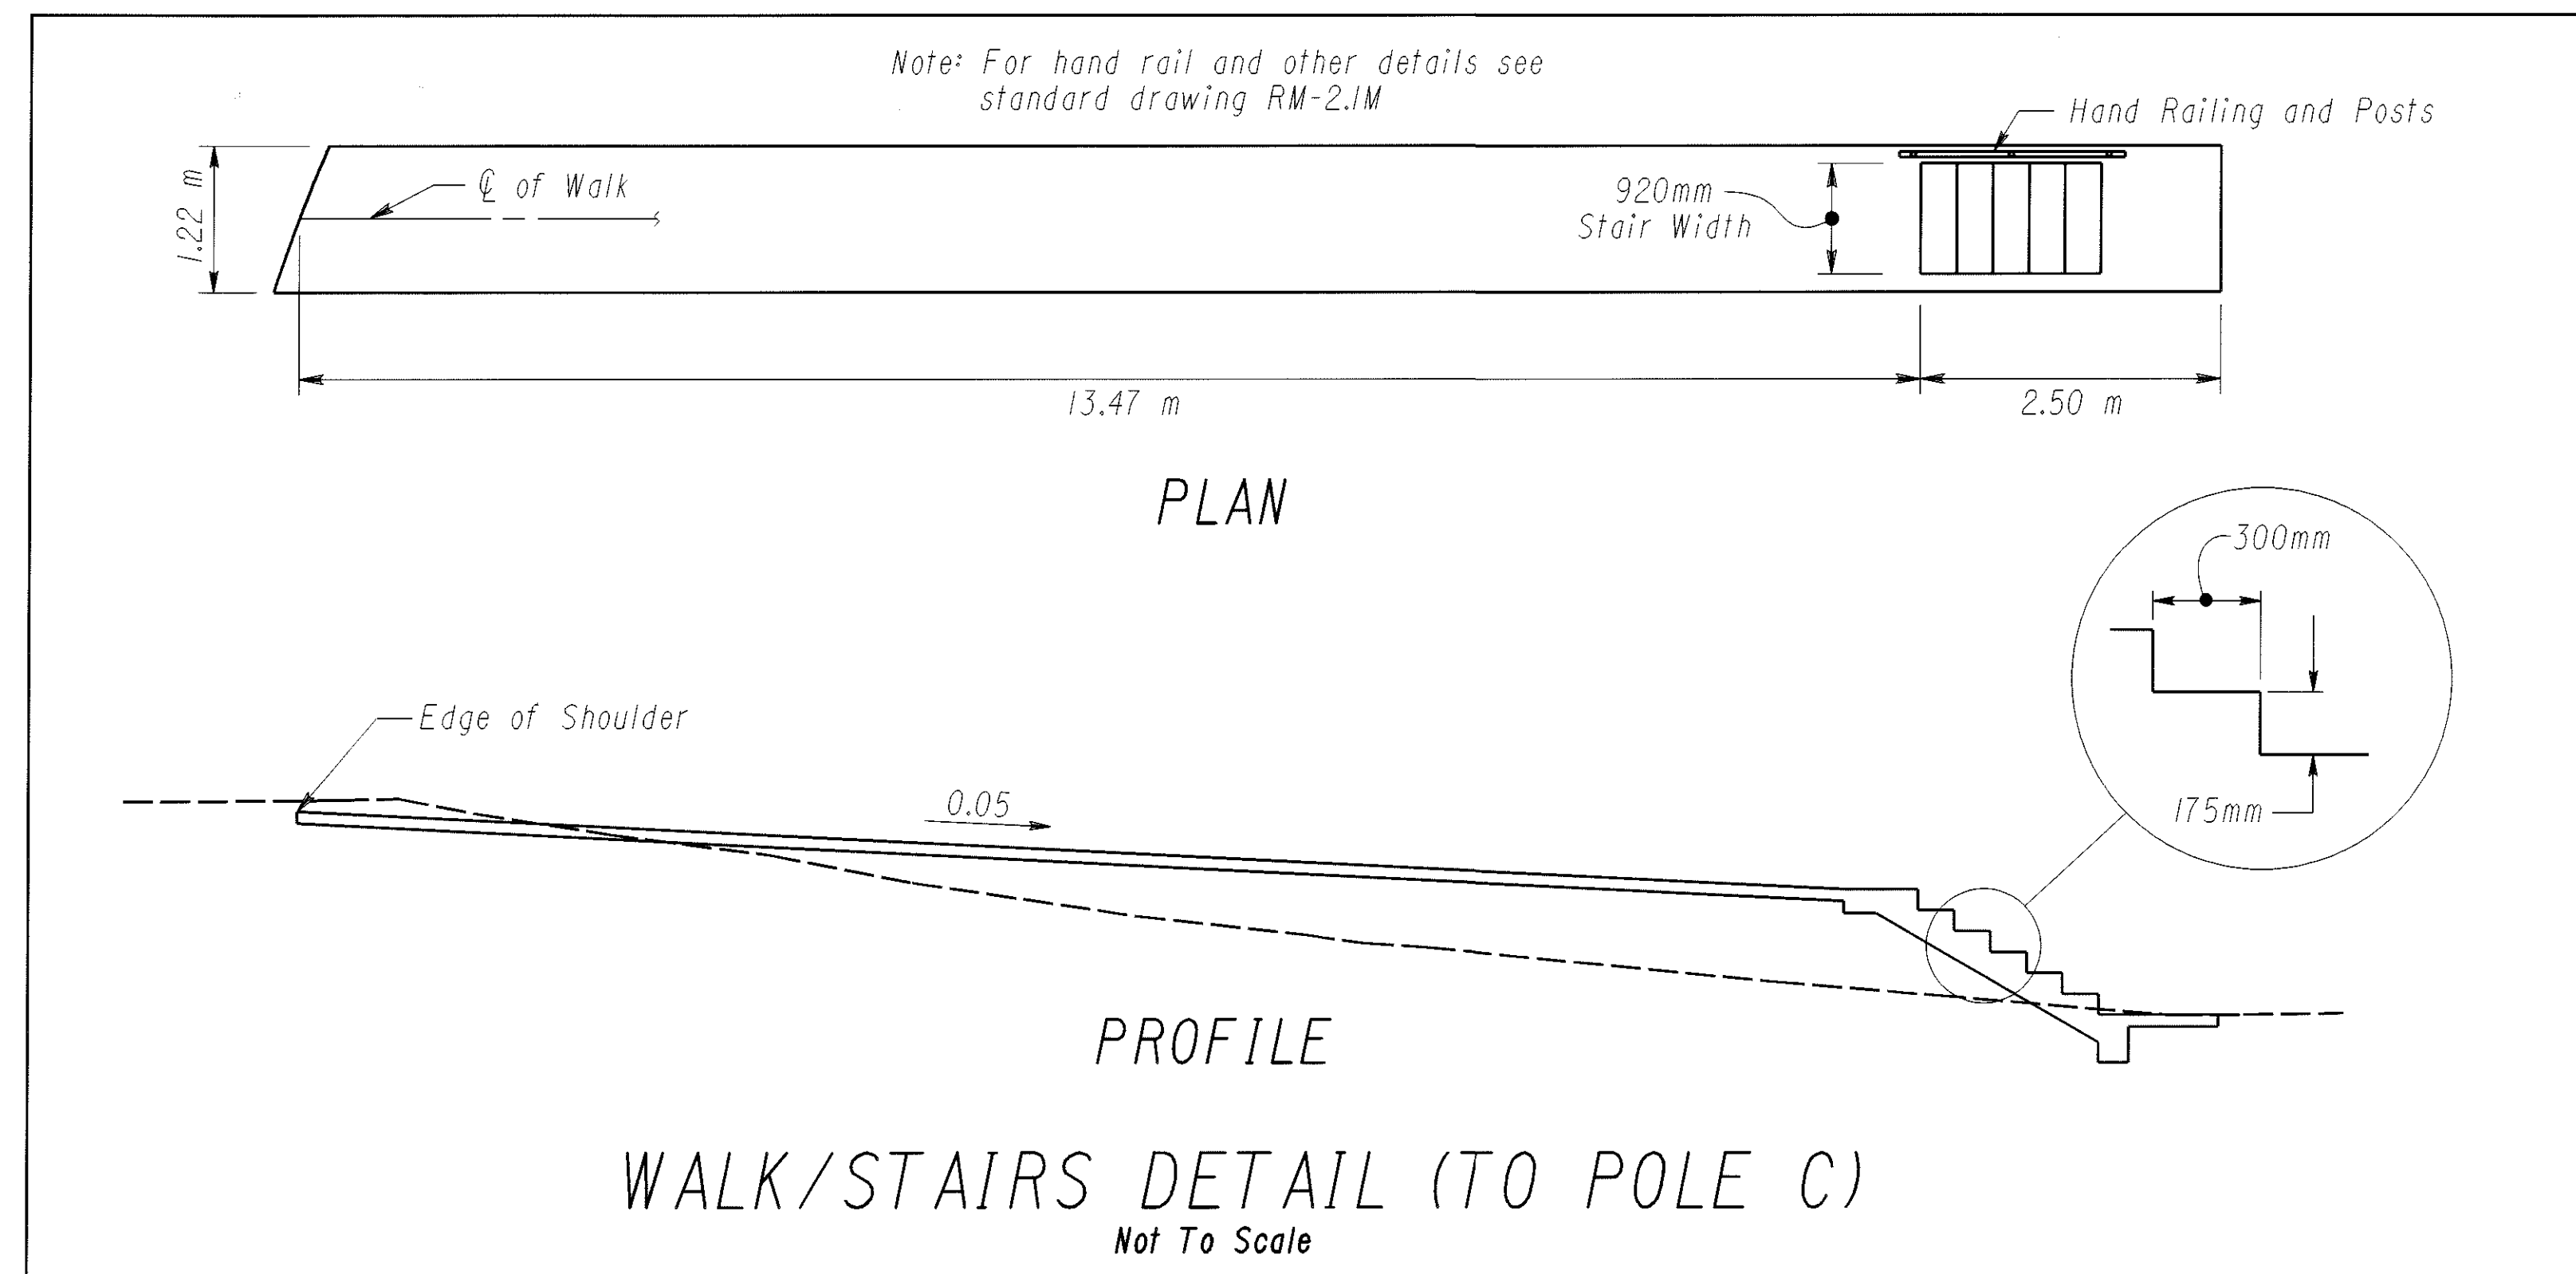 Note: For hand rail and other details see
standard drawing RM-2.1M
Hand Railing and Posts
℄ of Walk
1.22 m
920mm
Stair Width
13.47 m
2.50 m
PLAN
300mm
175mm
Edge of Shoulder
0.05
PROFILE
WALK/STAIRS DETAIL (TO POLE C)
Not To Scale